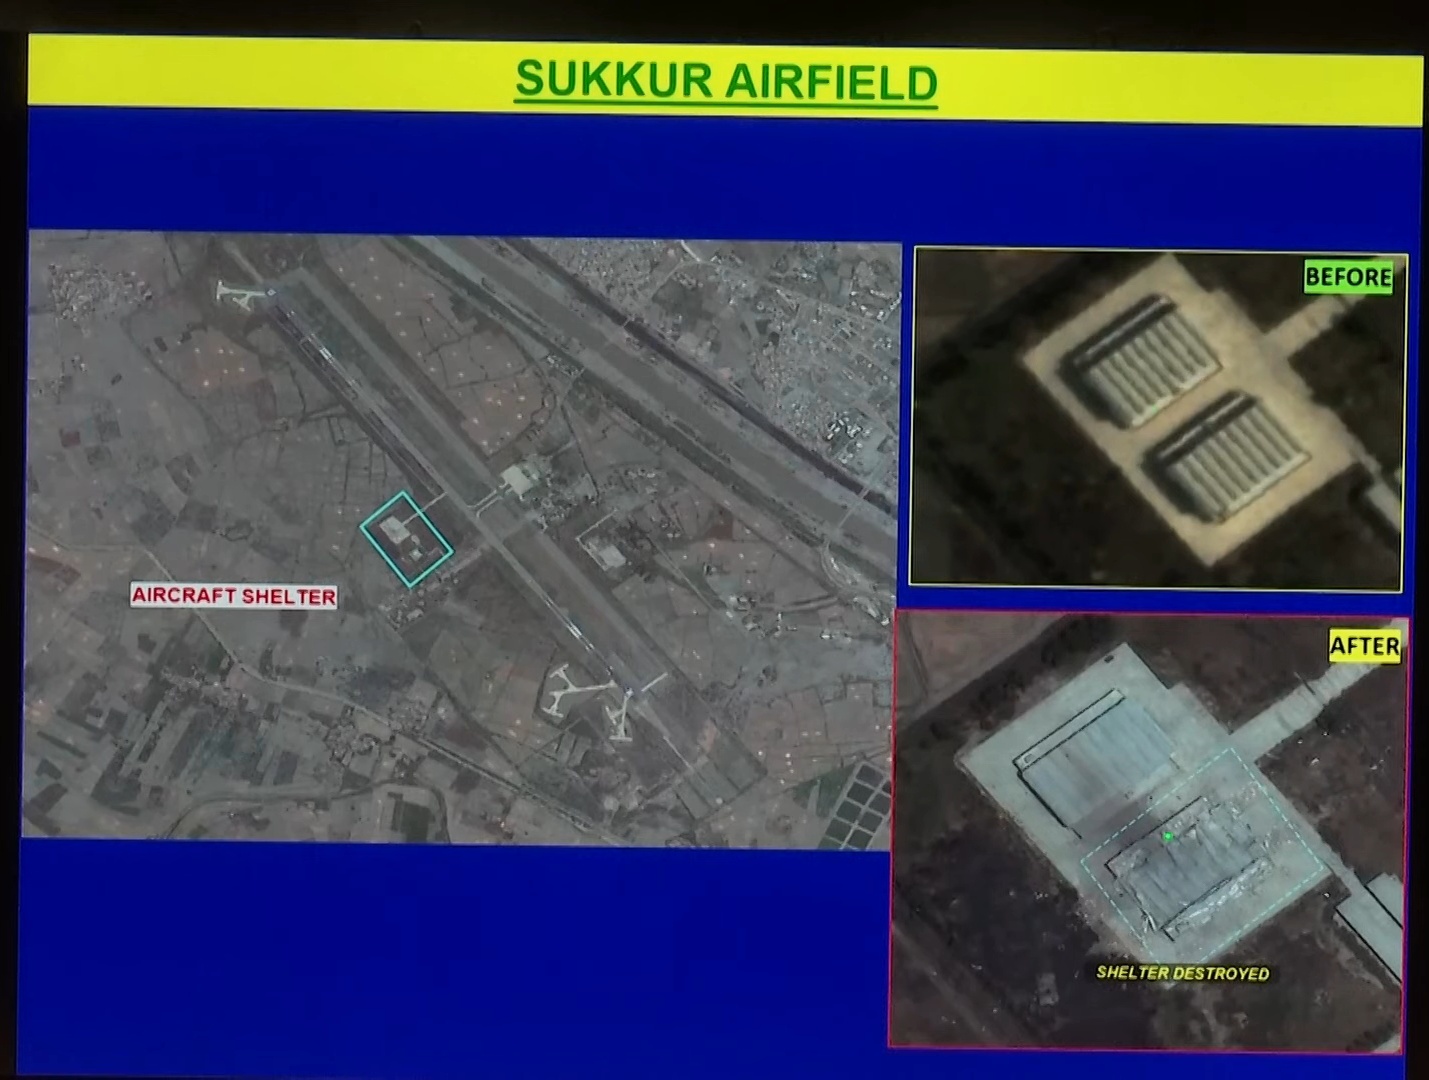 SUKKUR AIRFIELD
BEFORE
AIRCRAFT SHELTER
AFTER
SHELTER DESTROYED